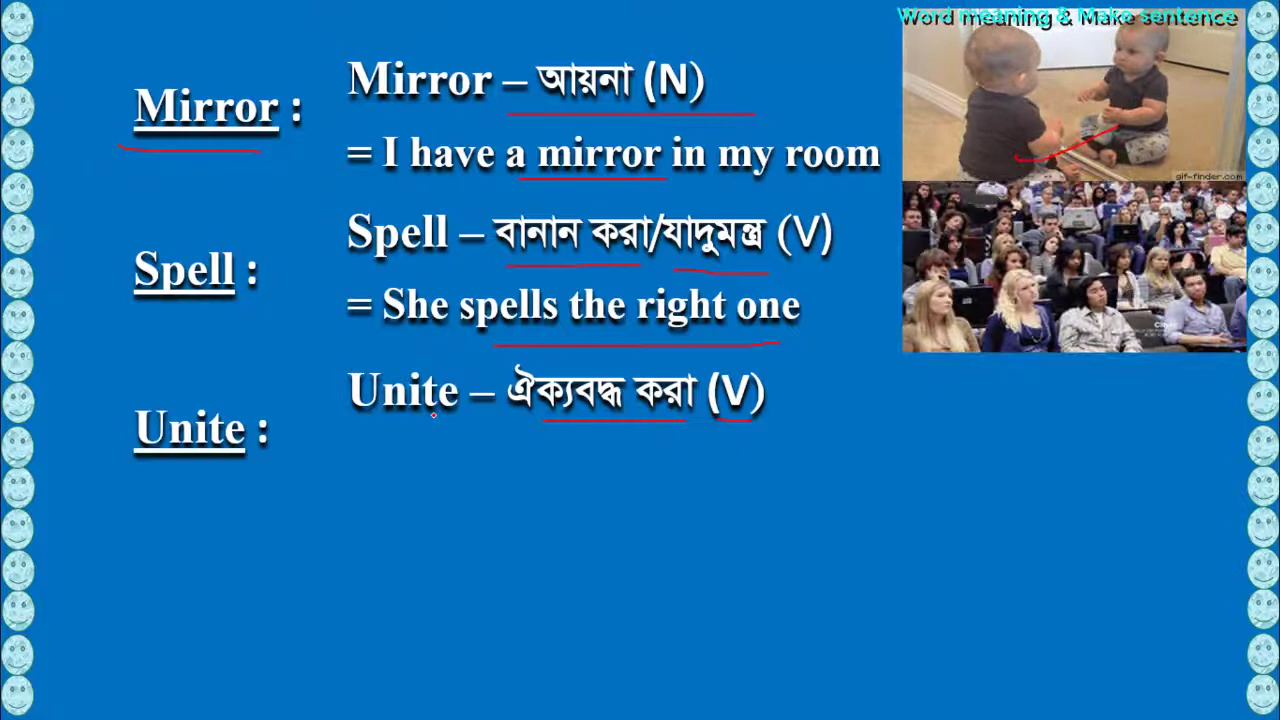 Word meaning & Make sentence
Mirror :
Mirror – আয়না (N)
= I have a mirror in my room
gif-finder.com
Spell :
Spell – বানান করা/যাদুমন্ত্র (V)
= She spells the right one
Unite :
Unite – ঐক্যবদ্ধ করা (V)